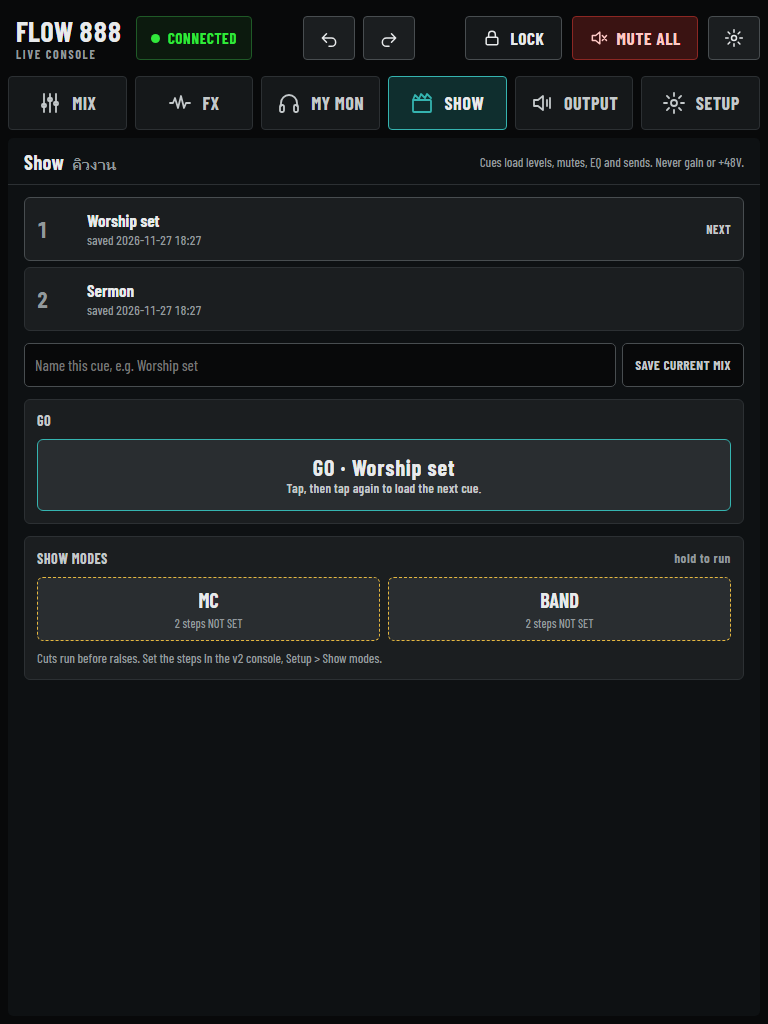 FLOW 888
LIVE CONSOLE
CONNECTED
LOCK
MUTE ALL
MIX
FX
MY MON
SHOW
OUTPUT
SETUP
Show คิวงาน
Cues load levels, mutes, EQ and sends. Never gain or +48V.
1
Worship set
saved 2026-11-27 18:27
NEXT
2
Sermon
saved 2026-11-27 18:27
Name this cue, e.g. Worship set
SAVE CURRENT MIX
GO
GO · Worship set
Tap, then tap again to load the next cue.
SHOW MODES
hold to run
MC
2 steps NOT SET
BAND
2 steps NOT SET
Cuts run before raises. Set the steps in the v2 console, Setup > Show modes.